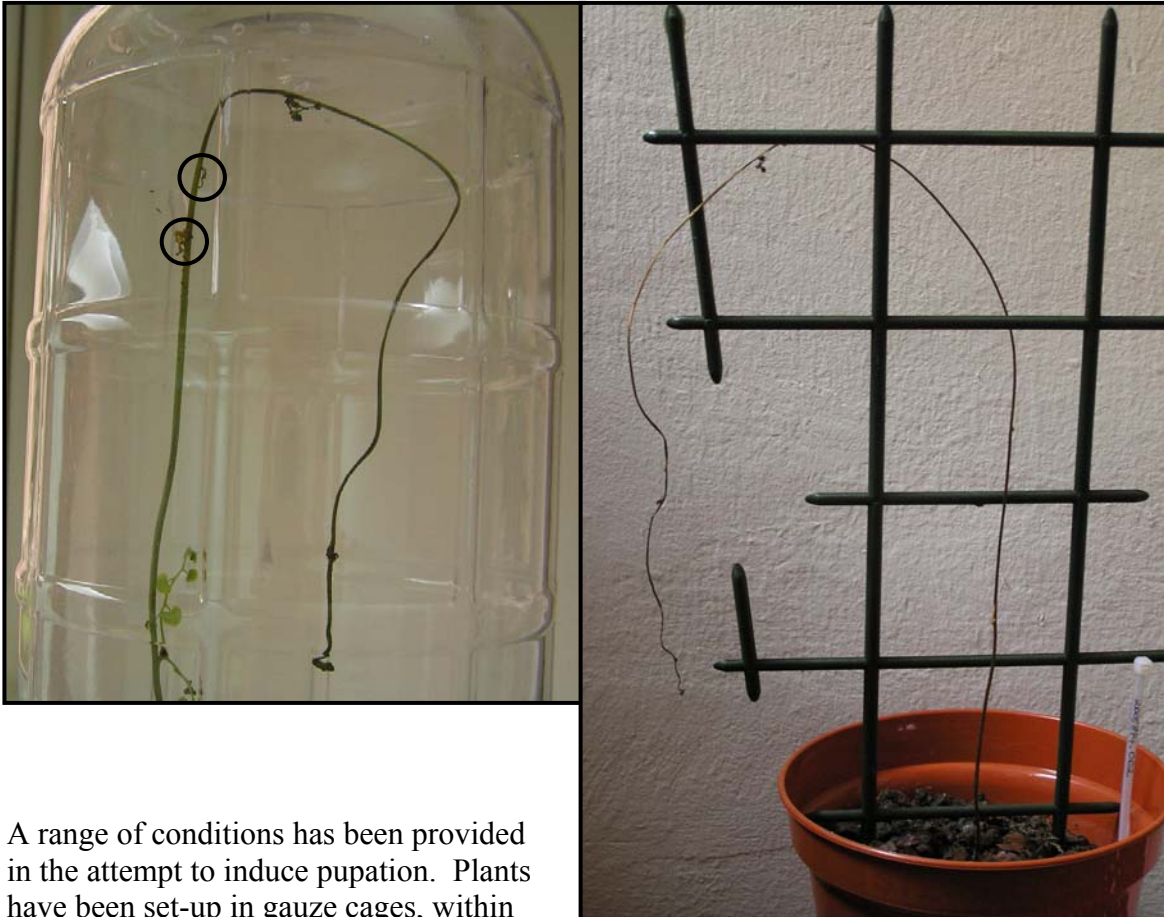 A range of conditions has been provided
in the attempt to induce pupation.  Plants
have been set-up in gauze cages, within